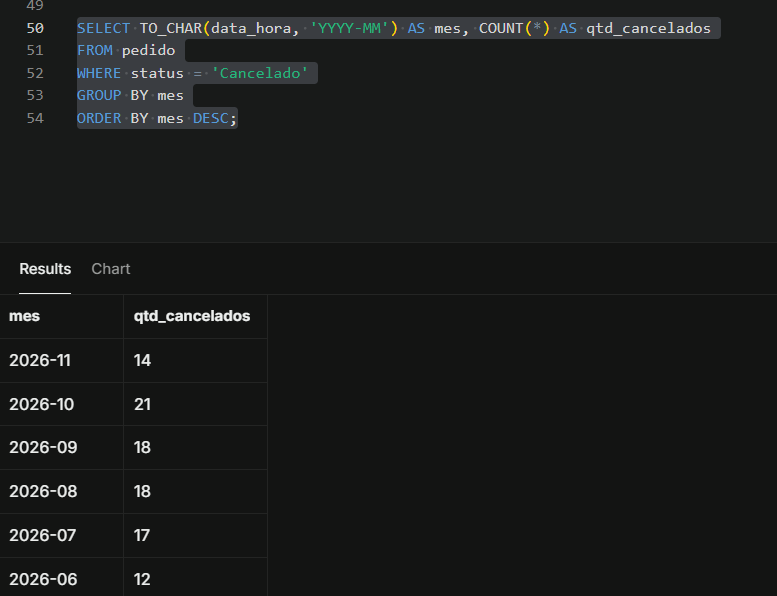 49
50 SELECT TO_CHAR(data_hora, 'YYYY-MM') AS mes, COUNT(*) AS qtd_cancelados
51 FROM pedido
52 WHERE status = 'Cancelado'
53 GROUP BY mes
54 ORDER BY mes DESC;
Results Chart
mes qtd_cancelados
2026-11 14
2026-10 21
2026-09 18
2026-08 18
2026-07 17
2026-06 12